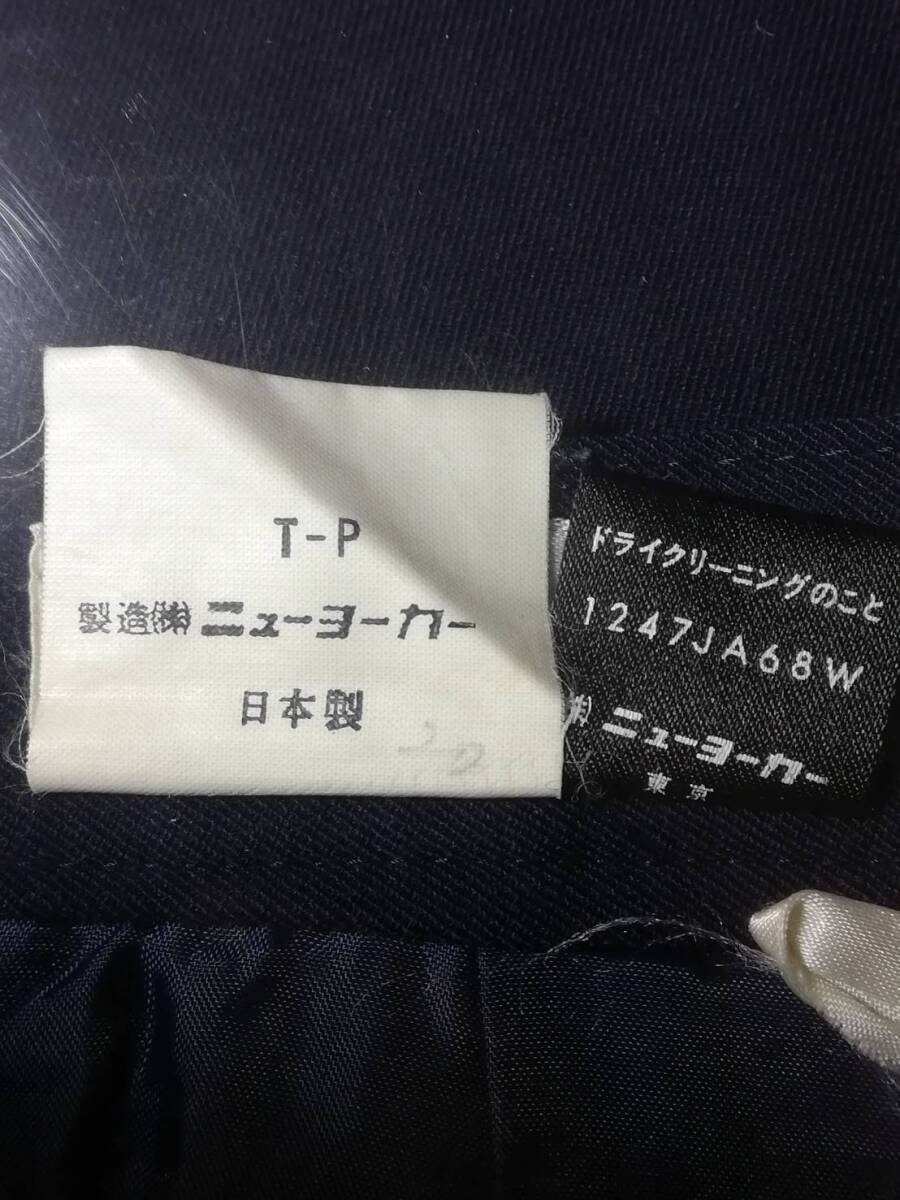 T-P
製造㈱ニューヨーカー
日本製
ドライクリーニングのこと
1247JA68W
㈱ニューヨーカー
東京